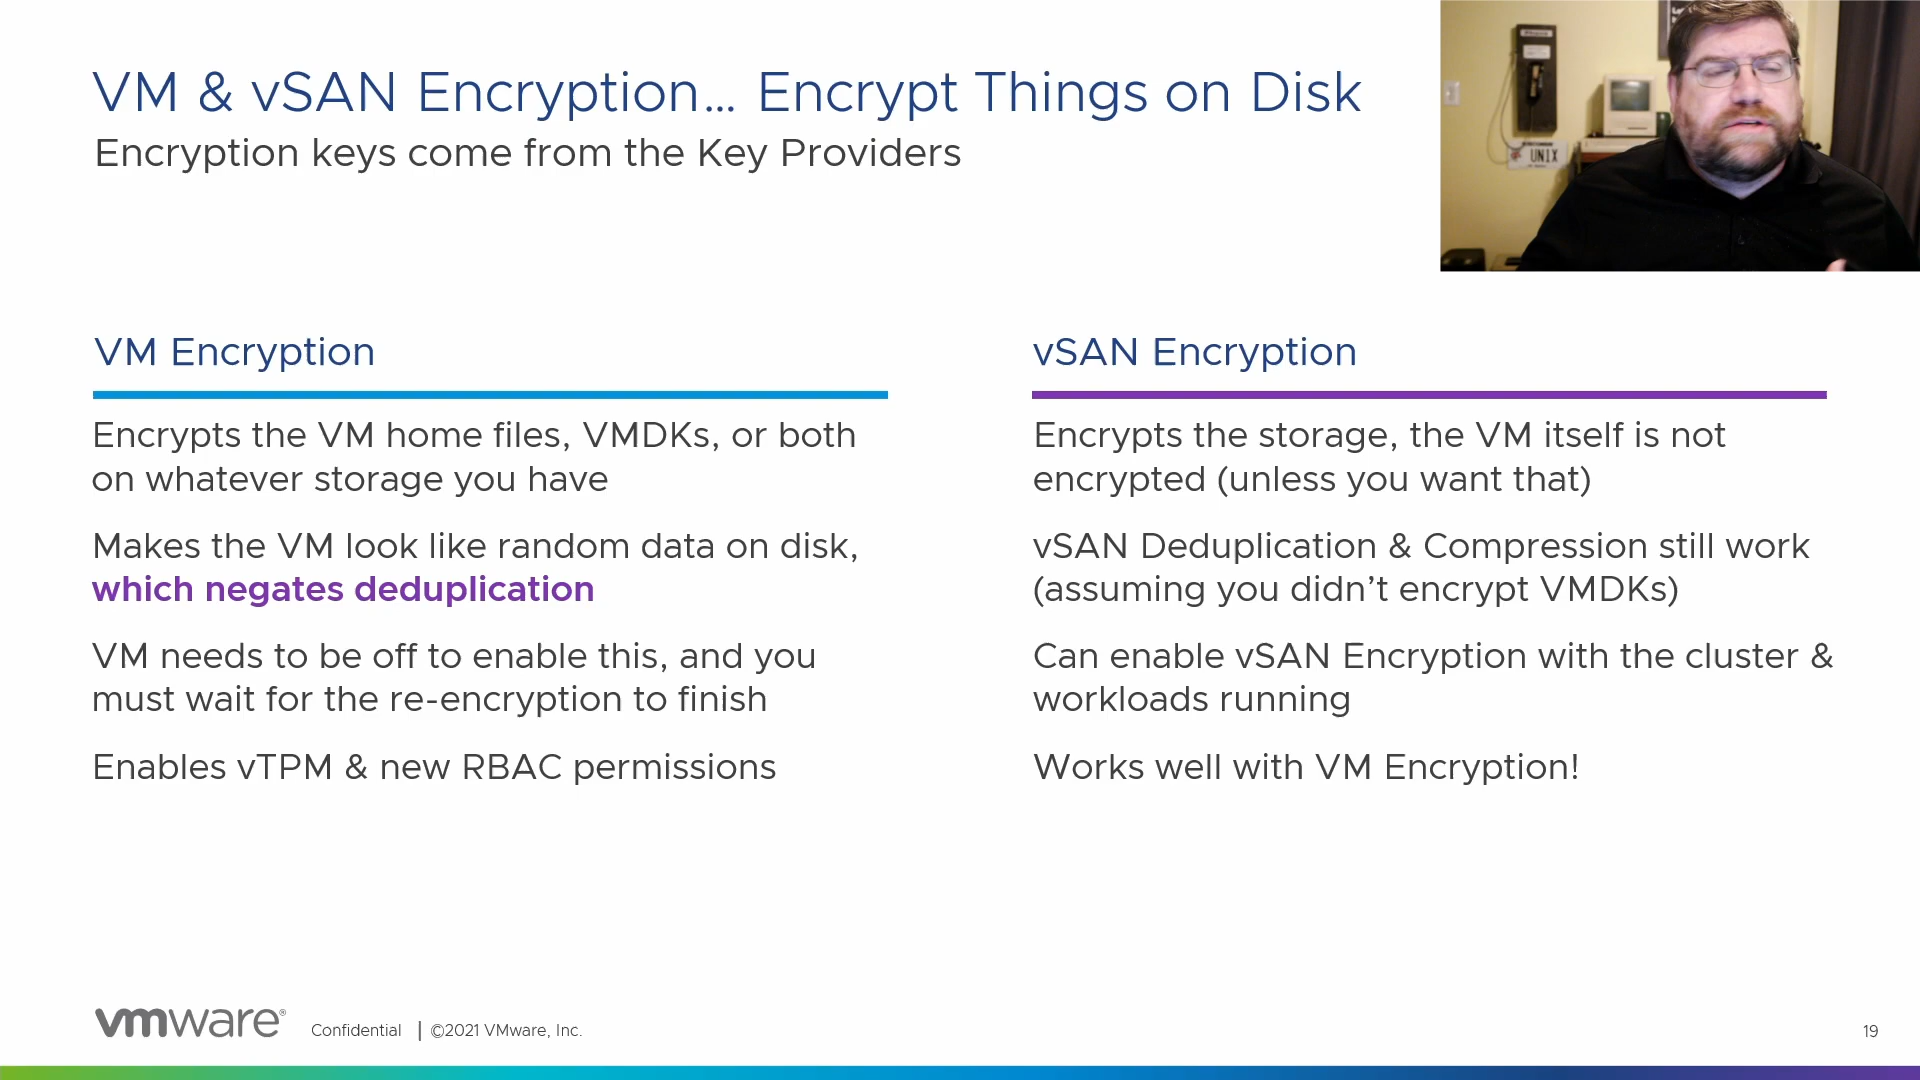 VM & vSAN Encryption... Encrypt Things on Disk
Encryption keys come from the Key Providers
UNIX
VM Encryption
Encrypts the VM home files, VMDKs, or both
on whatever storage you have
Makes the VM look like random data on disk,
which negates deduplication
VM needs to be off to enable this, and you
must wait for the re-encryption to finish
Enables vTPM & new RBAC permissions
vSAN Encryption
Encrypts the storage, the VM itself is not
encrypted (unless you want that)
vSAN Deduplication & Compression still work
(assuming you didn't encrypt VMDKs)
Can enable vSAN Encryption with the cluster &
workloads running
Works well with VM Encryption!
vmware® Confidential | ©2021 VMware, Inc.
19